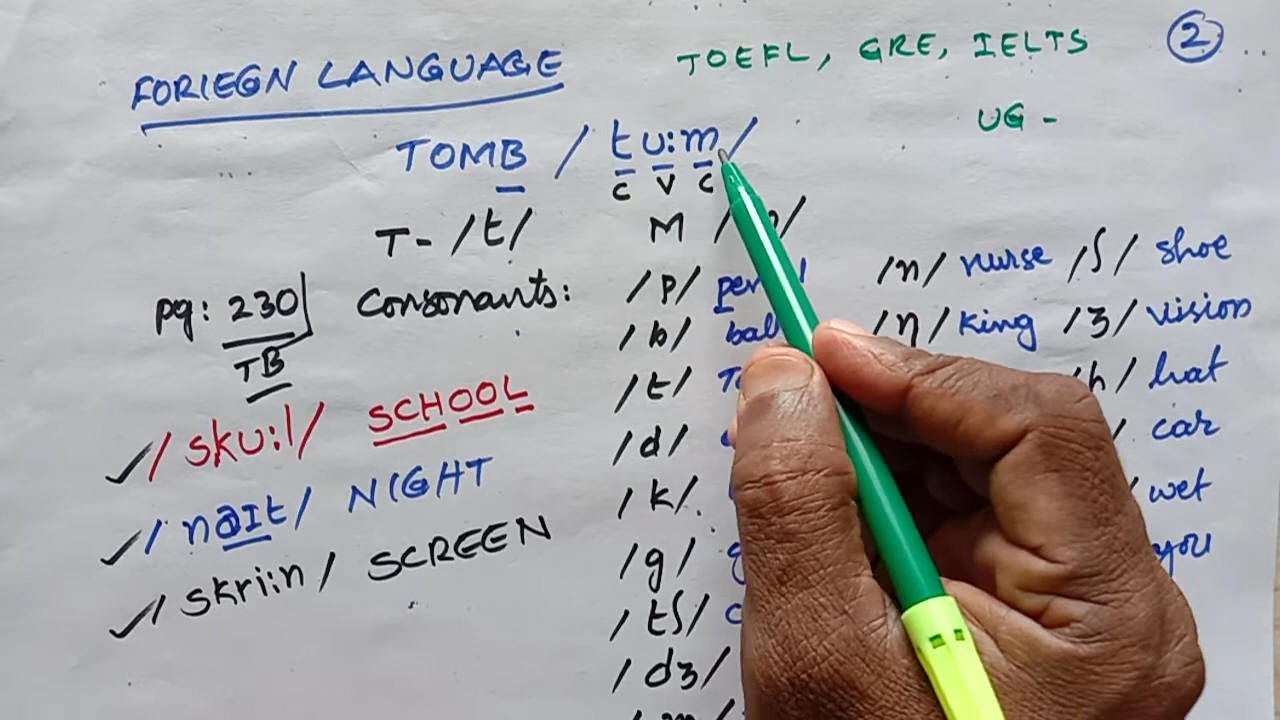 FORIEGN LANGUAGE
TOEFL, GRE, IELTS
2
UG -
TOMB / tu:m/
C V C
T - /t/ M /
pg: 230
TB
Consonants:
/p/
/b/
/t/
/d/
/k/
/g/
/tʃ/
/dʒ/
/n/ nurse /ʃ/ shoe
/ŋ/ King /ʒ/ vision
/h/ hat
car
wet
you
/sku:l/ SCHOOL
/naIt/ NIGHT
/skri:n/ SCREEN